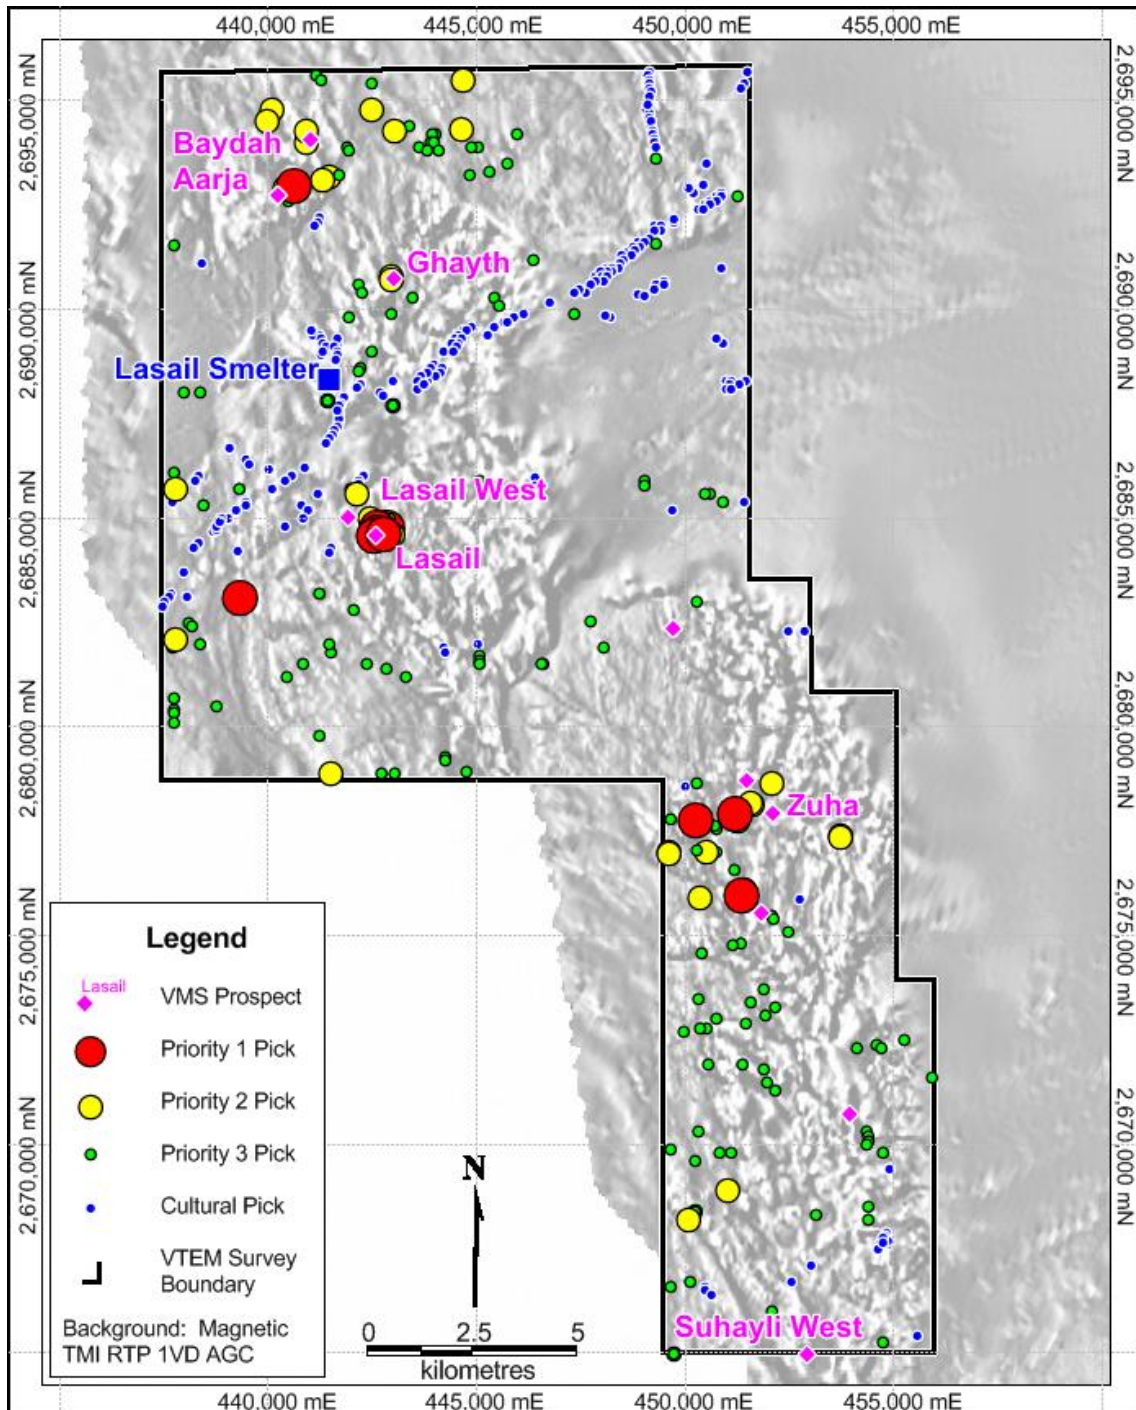 440,000 mE
445,000 mE
450,000 mE
455,000 mE
2,695,000 mN
2,695,000 mN
Baydah
Aarja
Ghayth
2,690,000 mN
2,690,000 mN
Lasail Smelter
Lasail West
2,685,000 mN
2,685,000 mN
Lasail
2,680,000 mN
2,680,000 mN
Zuha
2,675,000 mN
2,675,000 mN
Legend
Lasail
VMS Prospect
Priority 1 Pick
Priority 2 Pick
Priority 3 Pick
Cultural Pick
VTEM Survey
Boundary
Background: Magnetic
TMI RTP 1VD AGC
2,670,000 mN
2,670,000 mN
N
0
2.5
5
kilometres
Suhayli West
440,000 mE
445,000 mE
450,000 mE
455,000 mE